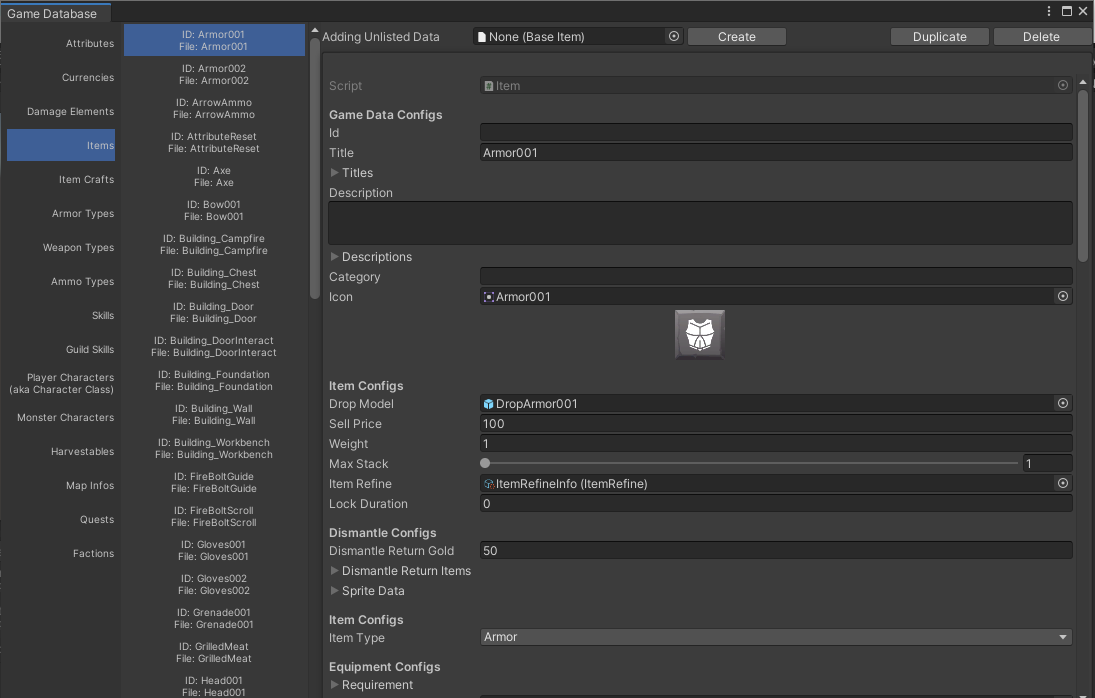 Game Database
Attributes
Currencies
Damage Elements
Items
Item Crafts
Armor Types
Weapon Types
Ammo Types
Skills
Guild Skills
Player Characters
(aka Character Class)
Monster Characters
Harvestables
Map Infos
Quests
Factions
ID: Armor001
File: Armor001
ID: Armor002
File: Armor002
ID: ArrowAmmo
File: ArrowAmmo
ID: AttributeReset
File: AttributeReset
ID: Axe
File: Axe
ID: Bow001
File: Bow001
ID: Building_Campfire
File: Building_Campfire
ID: Building_Chest
File: Building_Chest
ID: Building_Door
File: Building_Door
ID: Building_DoorInteract
File: Building_DoorInteract
ID: Building_Foundation
File: Building_Foundation
ID: Building_Wall
File: Building_Wall
ID: Building_Workbench
File: Building_Workbench
ID: FireBoltGuide
File: FireBoltGuide
ID: FireBoltScroll
File: FireBoltScroll
ID: Gloves001
File: Gloves001
ID: Gloves002
File: Gloves002
ID: Grenade001
File: Grenade001
ID: GrilledMeat
File: GrilledMeat
ID: Head001
File: Head001
Adding Unlisted Data None (Base Item) Create Duplicate Delete
Script Item
Game Data Configs
Id
Title Armor001
Titles
Description
Descriptions
Category
Icon Armor001
Item Configs
Drop Model DropArmor001
Sell Price 100
Weight 1
Max Stack 1
Item Refine ItemRefineInfo (ItemRefine)
Lock Duration 0
Dismantle Configs
Dismantle Return Gold 50
Dismantle Return Items
Sprite Data
Item Configs
Item Type Armor
Equipment Configs
Requirement